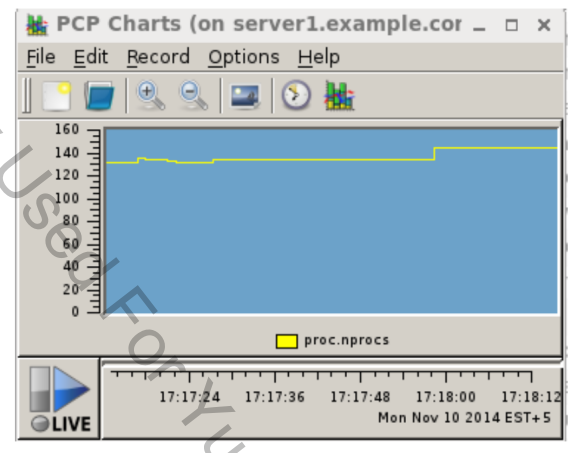 PCP Charts (on server1.example.cor
File Edit Record Options Help
160
140
120
100
80
60
40
20
0
proc.nprocs
17:17:24 17:17:36 17:17:48 17:18:00 17:18:12
LIVE Mon Nov 10 2014 EST+5
Used For Yu